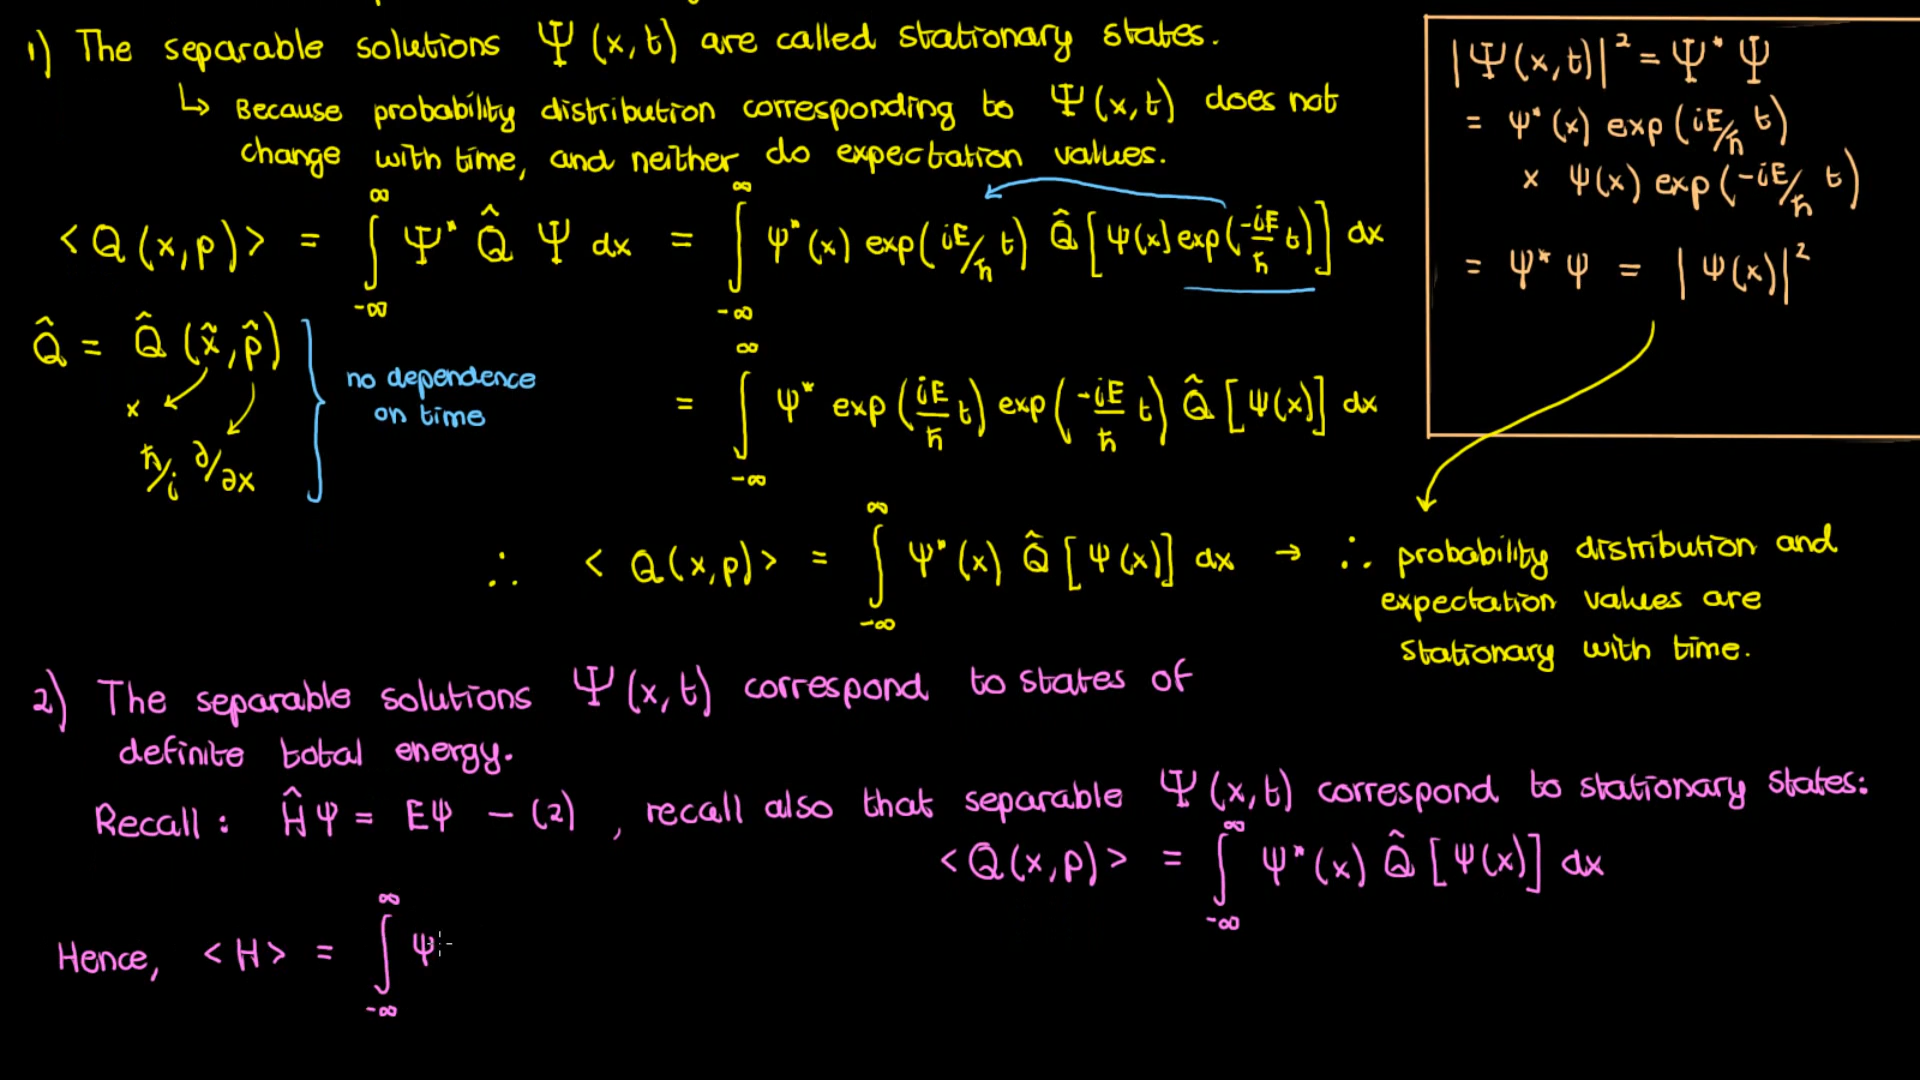 1) The separable solutions Ψ(x,t) are called stationary states.
↳ Because probability distribution corresponding to Ψ(x,t) does not
change with time, and neither do expectation values.
<Q(x,p)> = ∫_{-∞}^{∞} Ψ* Q̂ Ψ dx = ∫_{-∞}^{∞} ψ*(x) exp(iE/ħ t) Q̂ [ψ(x) exp(-iE/ħ t)] dx
Q̂ = Q̂(x̂,p̂)
x
ħ/i ∂/∂x
no dependence
on time
= ∫_{-∞}^{∞} ψ* exp(iE/ħ t) exp(-iE/ħ t) Q̂ [ψ(x)] dx
∴ <Q(x,p)> = ∫_{-∞}^{∞} ψ*(x) Q̂ [ψ(x)] dx → ∴ probability distribution and
expectation values are
stationary with time.
|Ψ(x,t)|² = Ψ* Ψ
= ψ*(x) exp(iE/ħ t)
× ψ(x) exp(-iE/ħ t)
= ψ* ψ = |ψ(x)|²
2) The separable solutions Ψ(x,t) correspond to states of
definite total energy.
Recall: Ĥψ = Eψ – (2), recall also that separable Ψ(x,t) correspond to stationary states:
<Q(x,p)> = ∫_{-∞}^{∞} ψ*(x) Q̂ [ψ(x)] dx
Hence, <H> = ∫_{-∞}^{∞} ψ